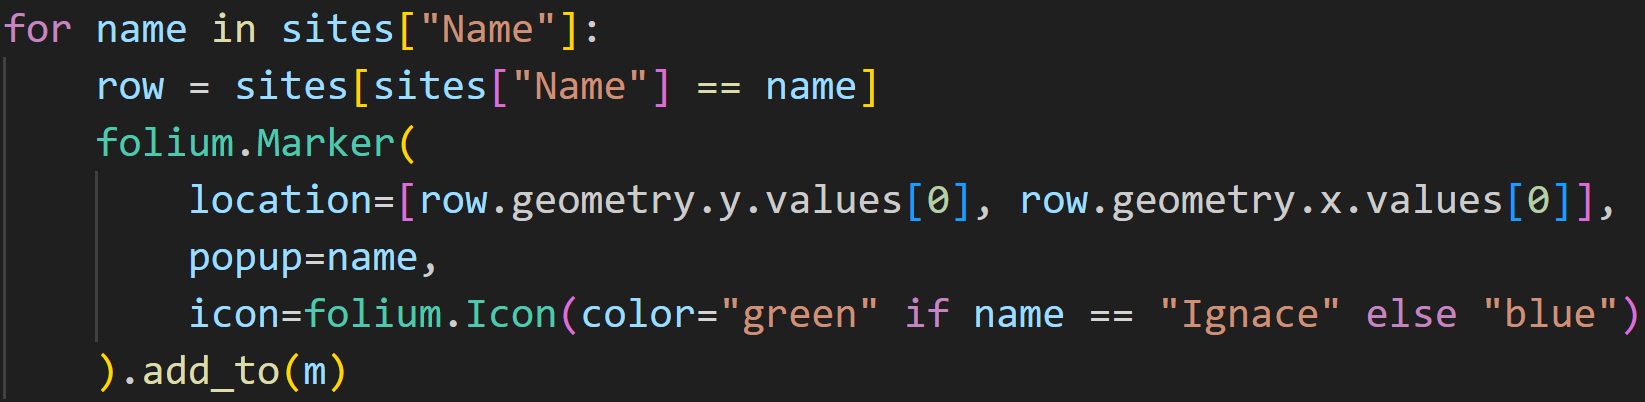 for name in sites["Name"]:
    row = sites[sites["Name"] == name]
    folium.Marker(
        location=[row.geometry.y.values[0], row.geometry.x.values[0]],
        popup=name,
        icon=folium.Icon(color="green" if name == "Ignace" else "blue")
    ).add_to(m)